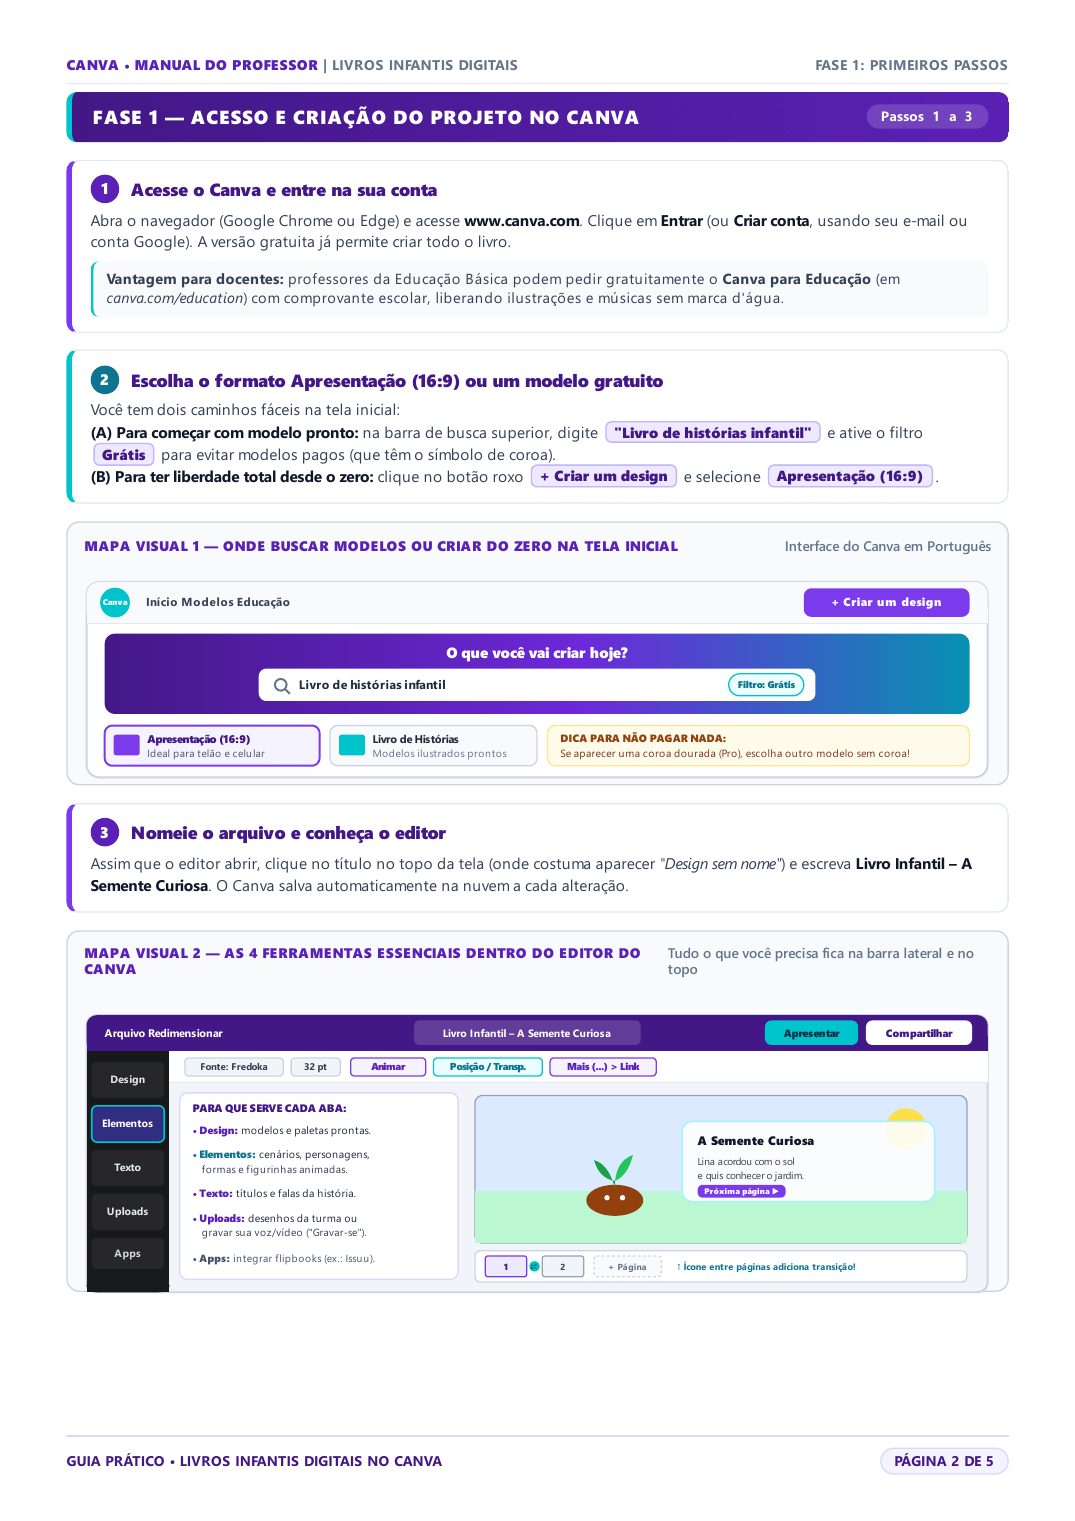 CANVA • MANUAL DO PROFESSOR | LIVROS INFANTIS DIGITAIS
FASE 1: PRIMEIROS PASSOS
FASE 1 — ACESSO E CRIAÇÃO DO PROJETO NO CANVA
Passos 1 a 3
1 Acesse o Canva e entre na sua conta
Abra o navegador (Google Chrome ou Edge) e acesse www.canva.com. Clique em Entrar (ou Criar conta, usando seu e-mail ou
conta Google). A versão gratuita já permite criar todo o livro.
Vantagem para docentes: professores da Educação Básica podem pedir gratuitamente o Canva para Educação (em
canva.com/education) com comprovante escolar, liberando ilustrações e músicas sem marca d'água.
2 Escolha o formato Apresentação (16:9) ou um modelo gratuito
Você tem dois caminhos fáceis na tela inicial:
(A) Para começar com modelo pronto: na barra de busca superior, digite "Livro de histórias infantil" e ative o filtro
Grátis para evitar modelos pagos (que têm o símbolo de coroa).
(B) Para ter liberdade total desde o zero: clique no botão roxo + Criar um design e selecione Apresentação (16:9) .
MAPA VISUAL 1 — ONDE BUSCAR MODELOS OU CRIAR DO ZERO NA TELA INICIAL
Interface do Canva em Português
Canva
Início Modelos Educação
+ Criar um design
O que você vai criar hoje?
Livro de histórias infantil
Filtro: Grátis
Apresentação (16:9)
Ideal para telão e celular
Livro de Histórias
Modelos ilustrados prontos
DICA PARA NÃO PAGAR NADA:
Se aparecer uma coroa dourada (Pro), escolha outro modelo sem coroa!
3 Nomeie o arquivo e conheça o editor
Assim que o editor abrir, clique no título no topo da tela (onde costuma aparecer "Design sem nome") e escreva Livro Infantil – A
Semente Curiosa. O Canva salva automaticamente na nuvem a cada alteração.
MAPA VISUAL 2 — AS 4 FERRAMENTAS ESSENCIAIS DENTRO DO EDITOR DO
CANVA
Tudo o que você precisa fica na barra lateral e no
topo
Arquivo Redimensionar
Livro Infantil – A Semente Curiosa
Apresentar
Compartilhar
Design
Elementos
Texto
Uploads
Apps
Fonte: Fredoka
32 pt
Animar
Posição / Transp.
Mais (...) > Link
PARA QUE SERVE CADA ABA:
• Design: modelos e paletas prontas.
• Elementos: cenários, personagens,
formas e figurinhas animadas.
• Texto: títulos e falas da história.
• Uploads: desenhos da turma ou
gravar sua voz/vídeo ("Gravar-se").
• Apps: integrar flipbooks (ex.: Issuu).
A Semente Curiosa
Lina acordou com o sol
e quis conhecer o jardim.
Próxima página ▶
1
2
+ Página
↑ Ícone entre páginas adiciona transição!
GUIA PRÁTICO • LIVROS INFANTIS DIGITAIS NO CANVA
PÁGINA 2 DE 5